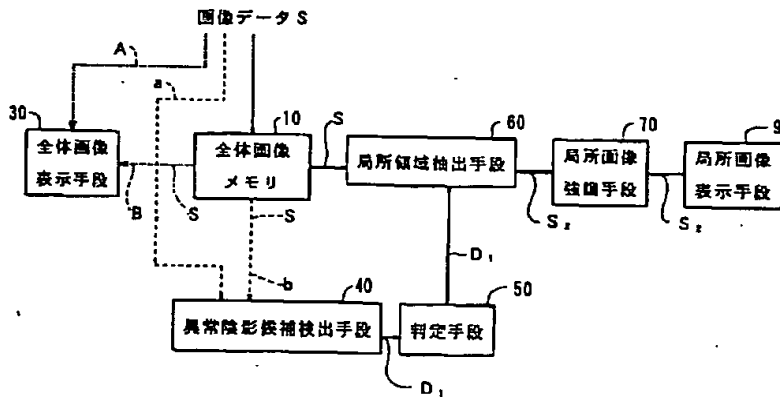 画像データS
A
a
30
全体画像
表示手段
B
S
10
全体画像
メモリ
S
S
b
60
局所領域抽出手段
70
局所画像
強調手段
S₂
S₂
9
局所画像
表示手段
D₁
40
異常陰影候補検出手段
50
判定手段
D₁